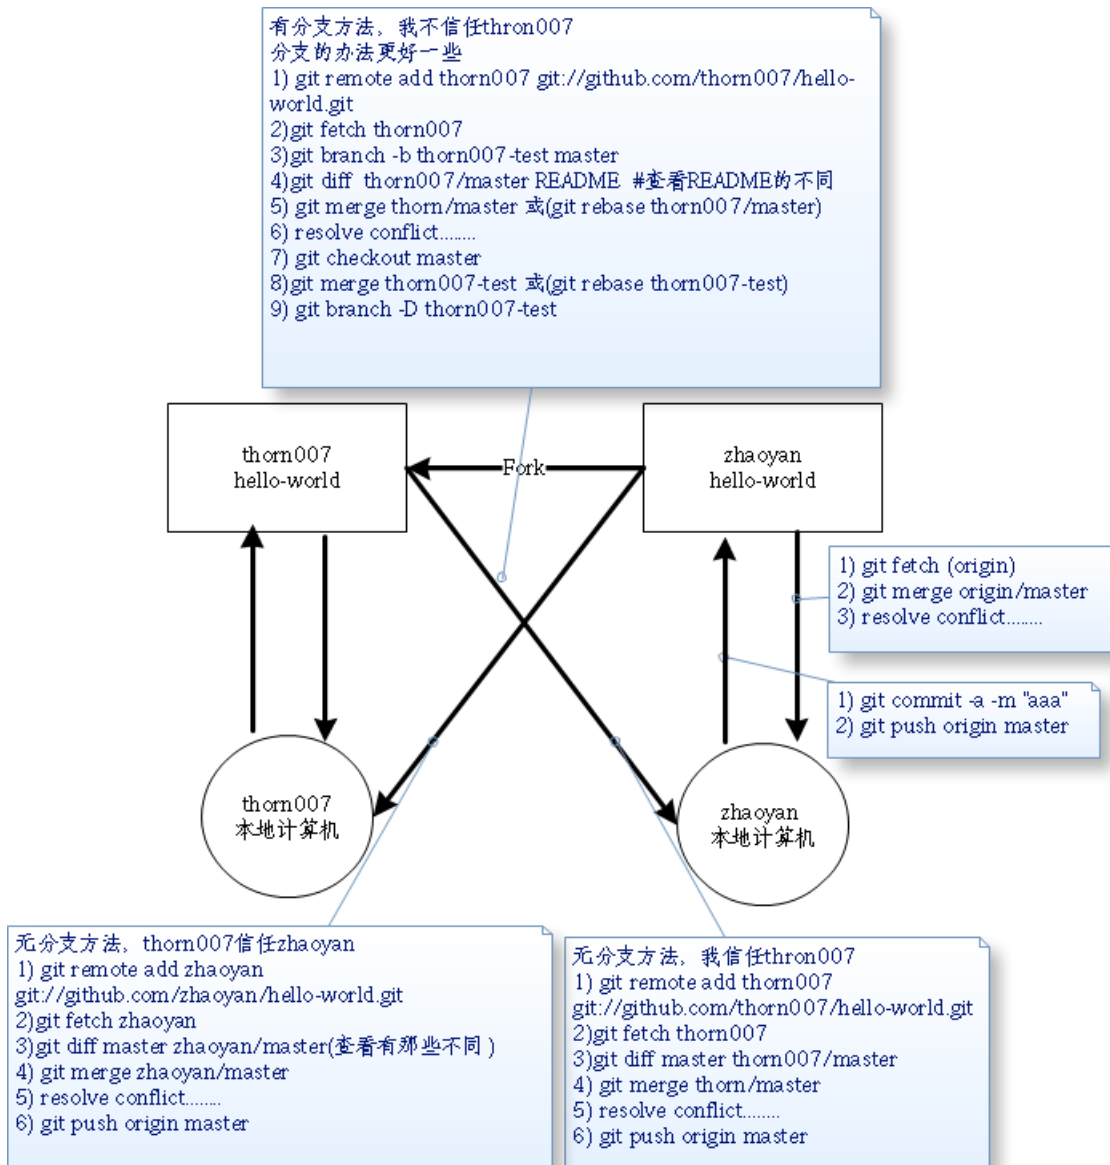 有分支方法，我不信任thron007
分支的办法更好一些
1) git remote add thorn007 git://github.com/thorn007/hello-
world.git
2)git fetch thorn007
3)git branch -b thorn007-test master
4)git diff  thorn007/master README  #查看README的不同
5) git merge thorn/master 或(git rebase thorn007/master)
6) resolve conflict........
7) git checkout master
8)git merge thorn007-test 或(git rebase thorn007-test)
9) git branch -D thorn007-test
thorn007
hello-world
Fork
zhaoyan
hello-world
1) git fetch (origin)
2) git merge origin/master
3) resolve conflict........
1) git commit -a -m "aaa"
2) git push origin master
thorn007
本地计算机
zhaoyan
本地计算机
无分支方法，thorn007信任zhaoyan
1) git remote add zhaoyan
git://github.com/zhaoyan/hello-world.git
2)git fetch zhaoyan
3)git diff master zhaoyan/master(查看有那些不同 )
4) git merge zhaoyan/master
5) resolve conflict........
6) git push origin master
无分支方法，我信任thron007
1) git remote add thorn007
git://github.com/thorn007/hello-world.git
2)git fetch thorn007
3)git diff master thorn007/master
4) git merge thorn/master
5) resolve conflict........
6) git push origin master